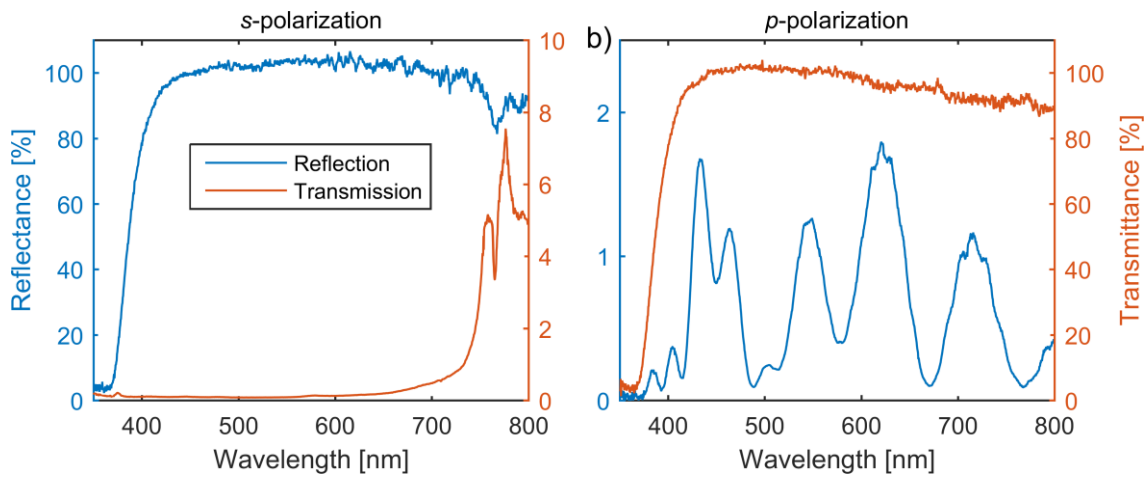 s-polarization
100
80
60
40
20
0
Reflectance [%]
10
8
6
4
2
0
Reflection
Transmission
400 500 600 700 800
Wavelength [nm]
b)
p-polarization
2
1
0
100
80
60
40
20
0
Transmittance [%]
400 500 600 700 800
Wavelength [nm]